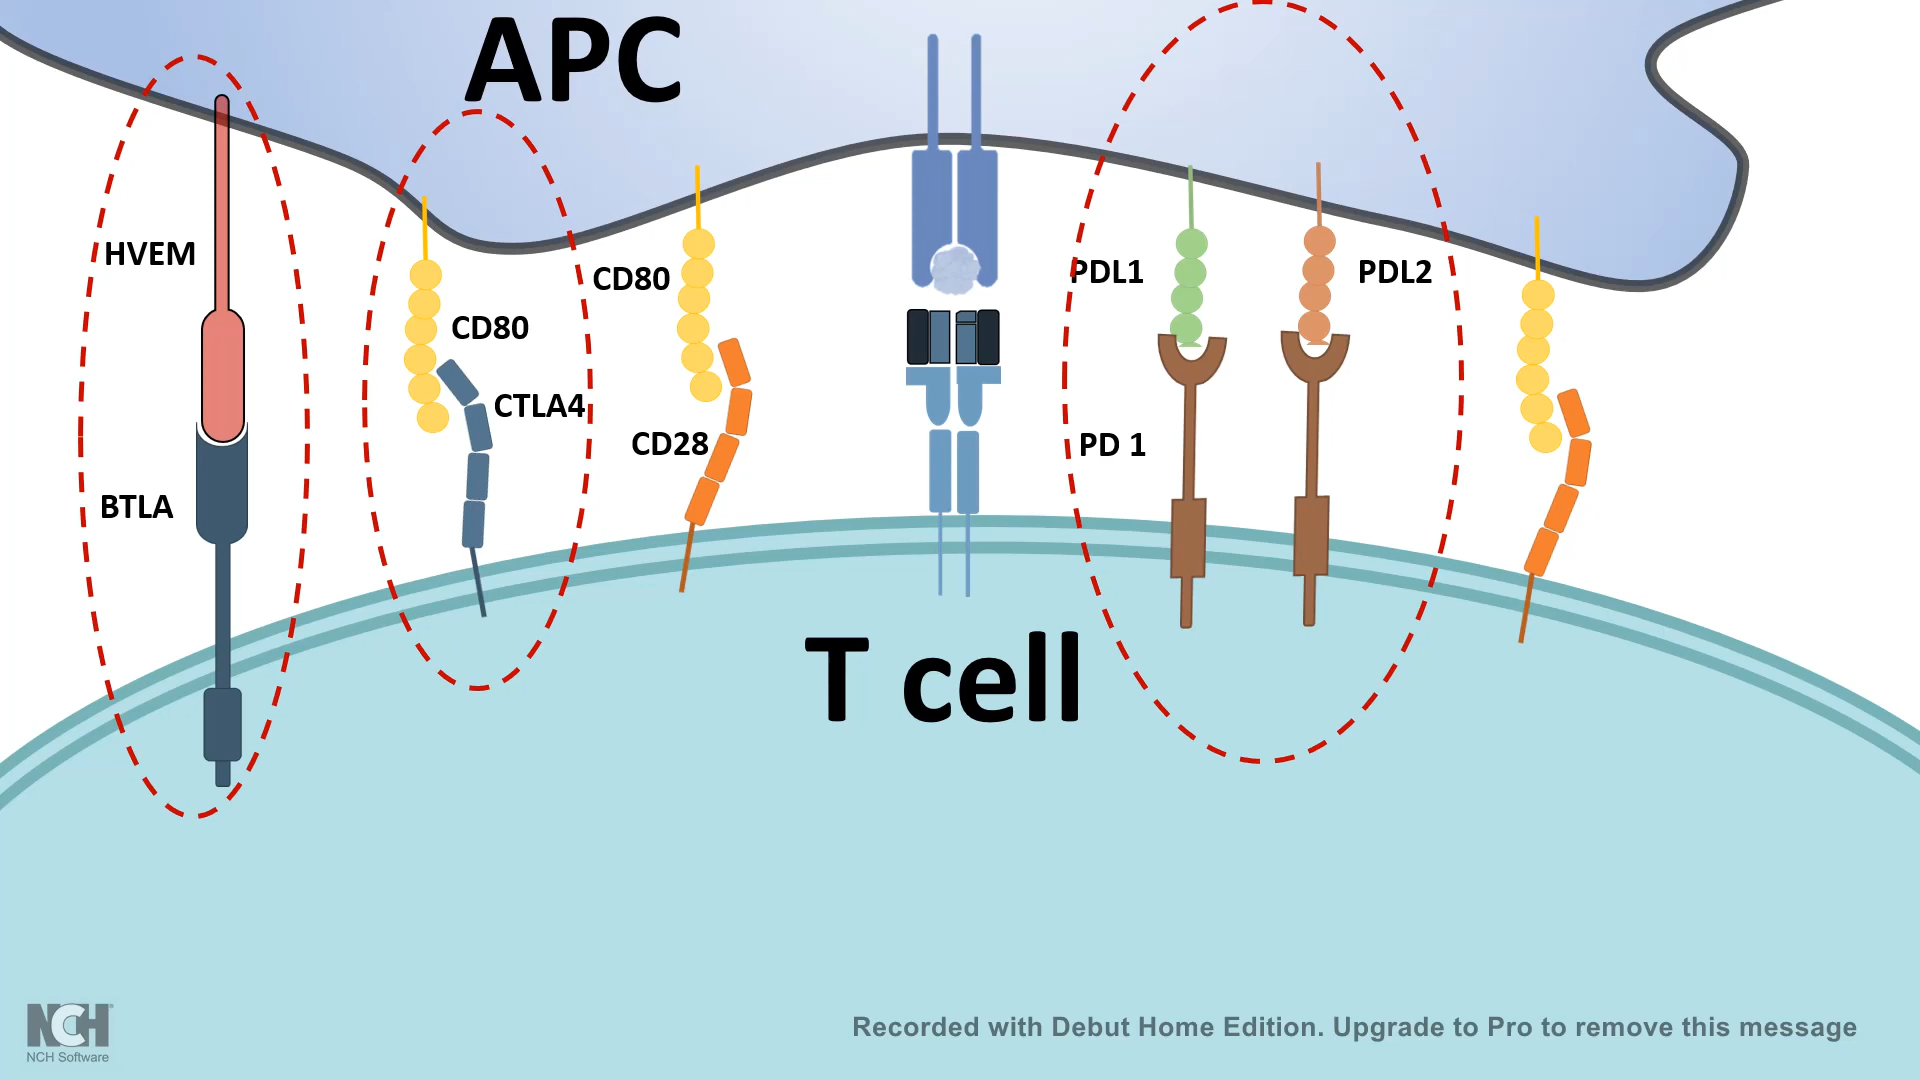 APC
HVEM
CD80
PDL1
PDL2
CD80
CTLA4
CD28
PD 1
BTLA
T cell
NCH
NCH Software
Recorded with Debut Home Edition. Upgrade to Pro to remove this message